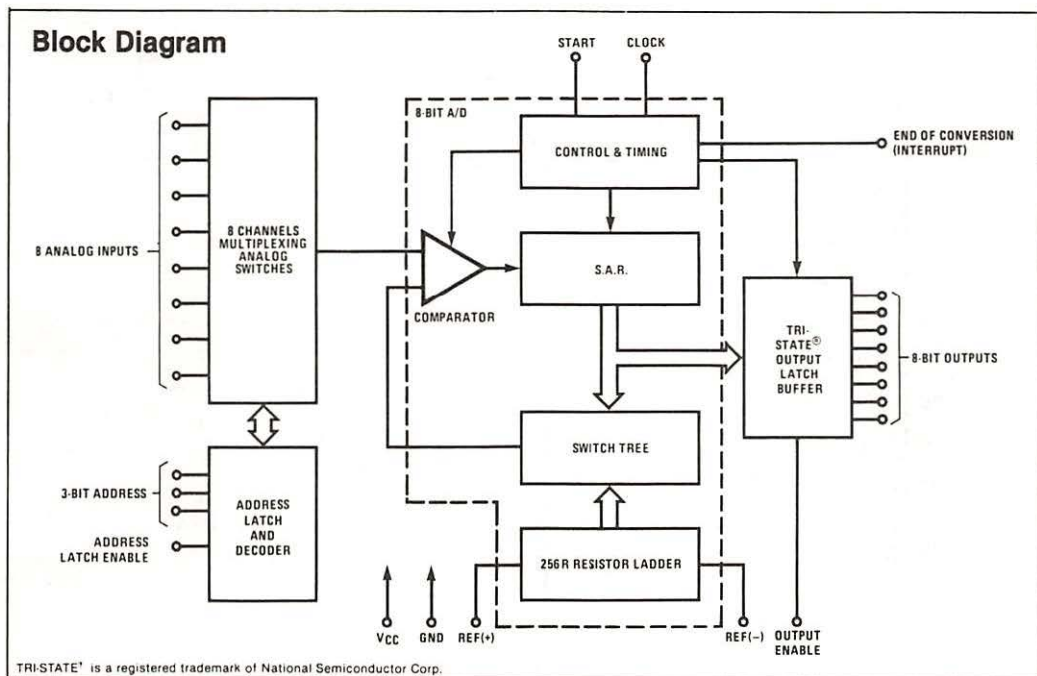 Block Diagram
START
CLOCK
8-BIT A/D
CONTROL & TIMING
END OF CONVERSION
(INTERRUPT)
8 ANALOG INPUTS
8 CHANNELS
MULTIPLEXING
ANALOG
SWITCHES
COMPARATOR
S.A.R.
TRI-
STATE®
OUTPUT
LATCH
BUFFER
8-BIT OUTPUTS
SWITCH TREE
3-BIT ADDRESS
ADDRESS
LATCH ENABLE
ADDRESS
LATCH
AND
DECODER
256R RESISTOR LADDER
VCC
GND
REF(+)
REF(−)
OUTPUT
ENABLE
TRI-STATE' is a registered trademark of National Semiconductor Corp.